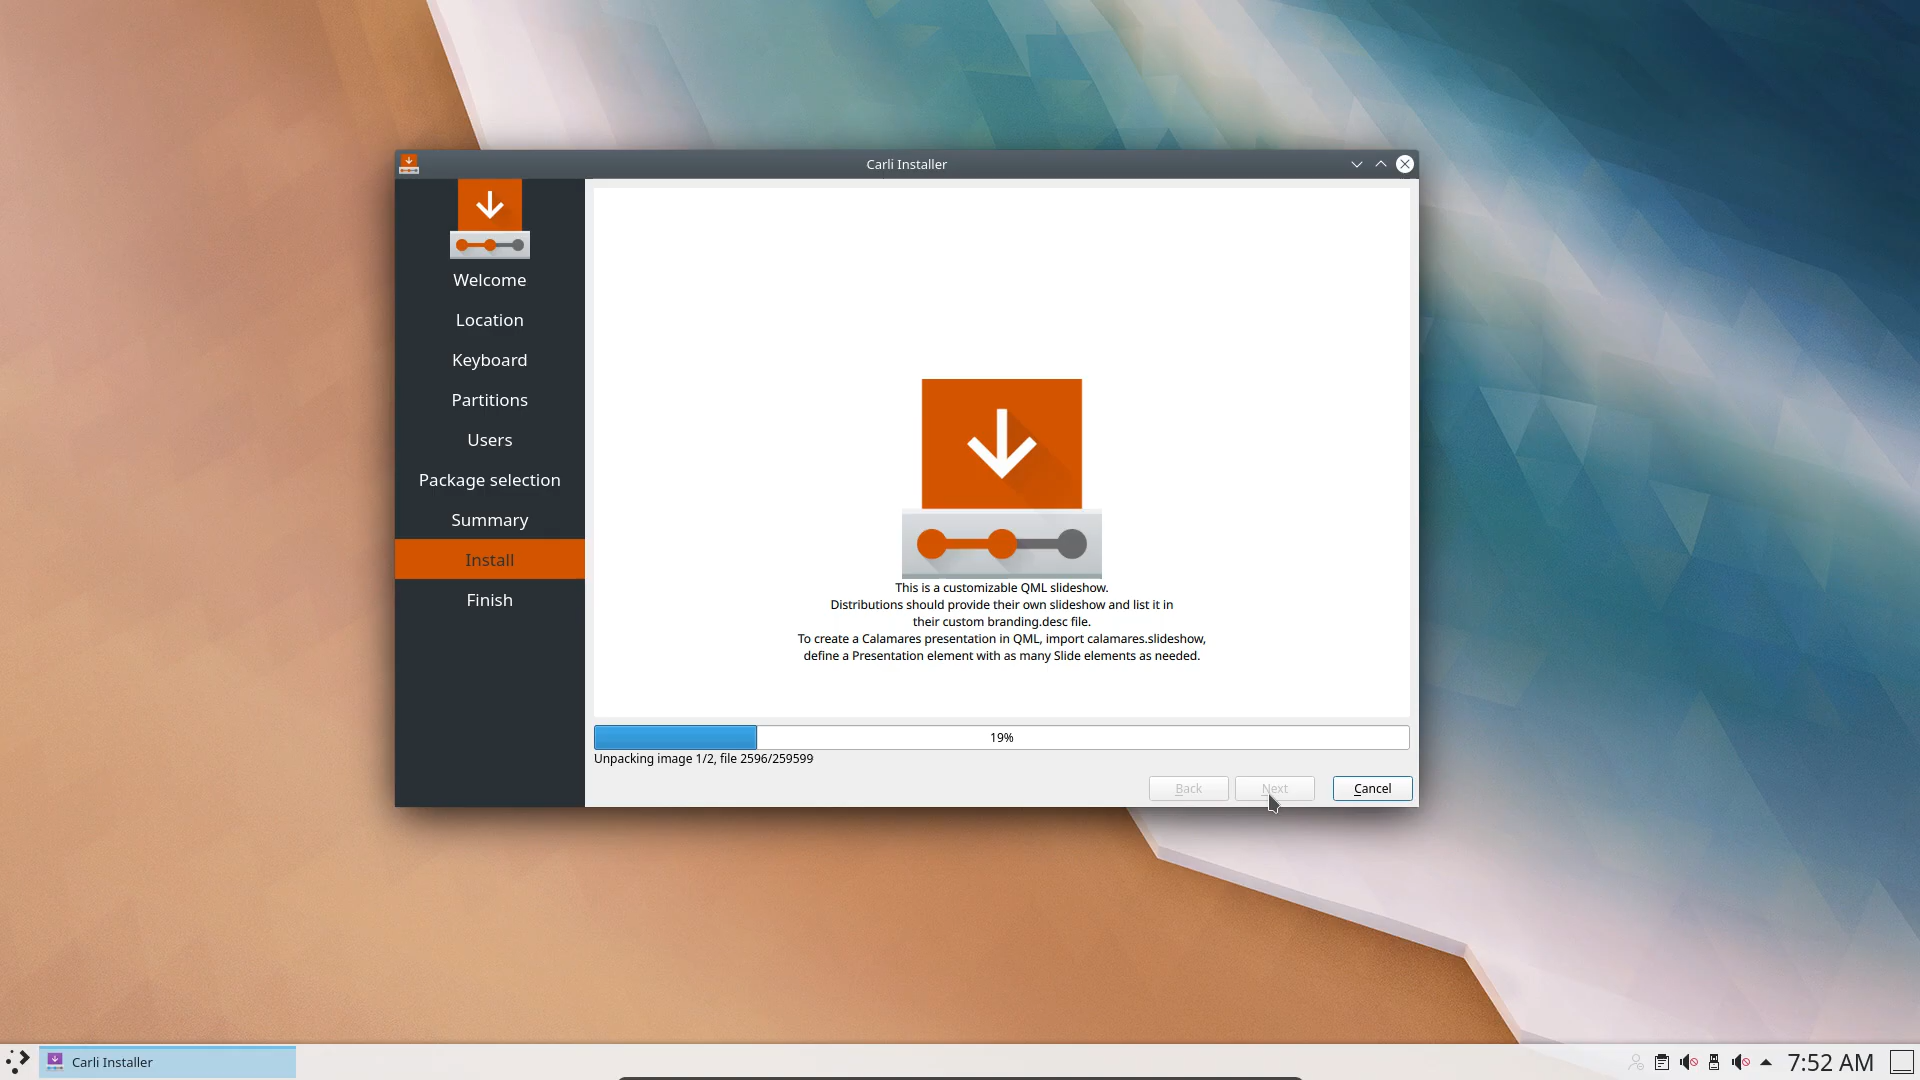 Carli Installer
Welcome
Location
Keyboard
Partitions
Users
Package selection
Summary
Install
Finish
This is a customizable QML slideshow.
Distributions should provide their own slideshow and list it in
their custom branding.desc file.
To create a Calamares presentation in QML, import calamares.slideshow,
define a Presentation element with as many Slide elements as needed.
19%
Unpacking image 1/2, file 2596/259599
Back
Next
Cancel
Carli Installer
7:52 AM